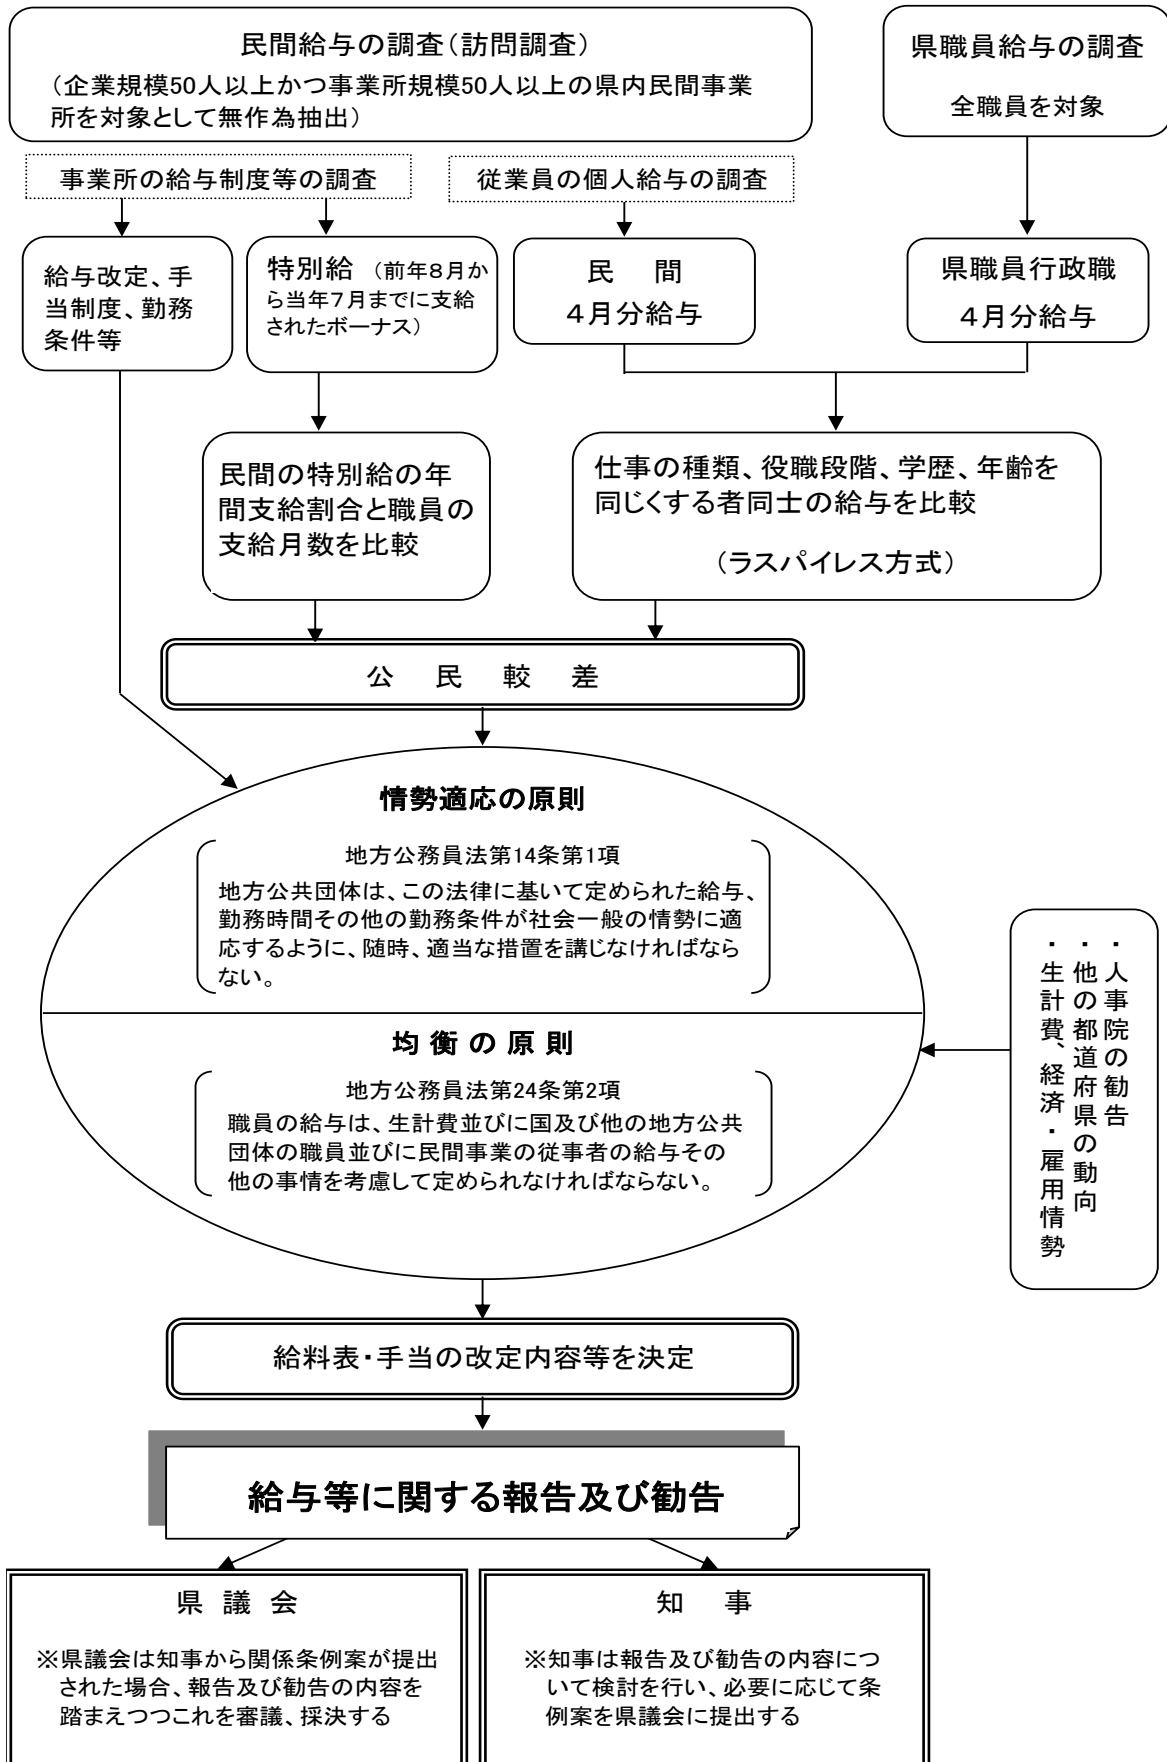 民間給与の調査（訪問調査）
（企業規模50人以上かつ事業所規模50人以上の県内民間事業
所を対象として無作為抽出）
県職員給与の調査
全職員を対象
事業所の給与制度等の調査
従業員の個人給与の調査
給与改定、手
当制度、勤務
条件等
特別給 （前年８月か
ら当年７月までに支給
されたボーナス）
民　間
４月分給与
県職員行政職
４月分給与
民間の特別給の年
間支給割合と職員の
支給月数を比較
仕事の種類、役職段階、学歴、年齢を
同じくする者同士の給与を比較
（ラスパイレス方式）
公　民　較　差
情勢適応の原則
地方公務員法第14条第1項
地方公共団体は、この法律に基いて定められた給与、
勤務時間その他の勤務条件が社会一般の情勢に適
応するように、随時、適当な措置を講じなければなら
ない。
均 衡 の 原 則
地方公務員法第24条第2項
職員の給与は、生計費並びに国及び他の地方公共
団体の職員並びに民間事業の従事者の給与その
他の事情を考慮して定められなければならない。
・人事院の勧告
・他の都道府県の動向
・生計費、経済・雇用情勢
給料表・手当の改定内容等を決定
給与等に関する報告及び勧告
県 議 会
※県議会は知事から関係条例案が提出
された場合、報告及び勧告の内容を
踏まえつつこれを審議、採決する
知　事
※知事は報告及び勧告の内容につ
いて検討を行い、必要に応じて条
例案を県議会に提出する